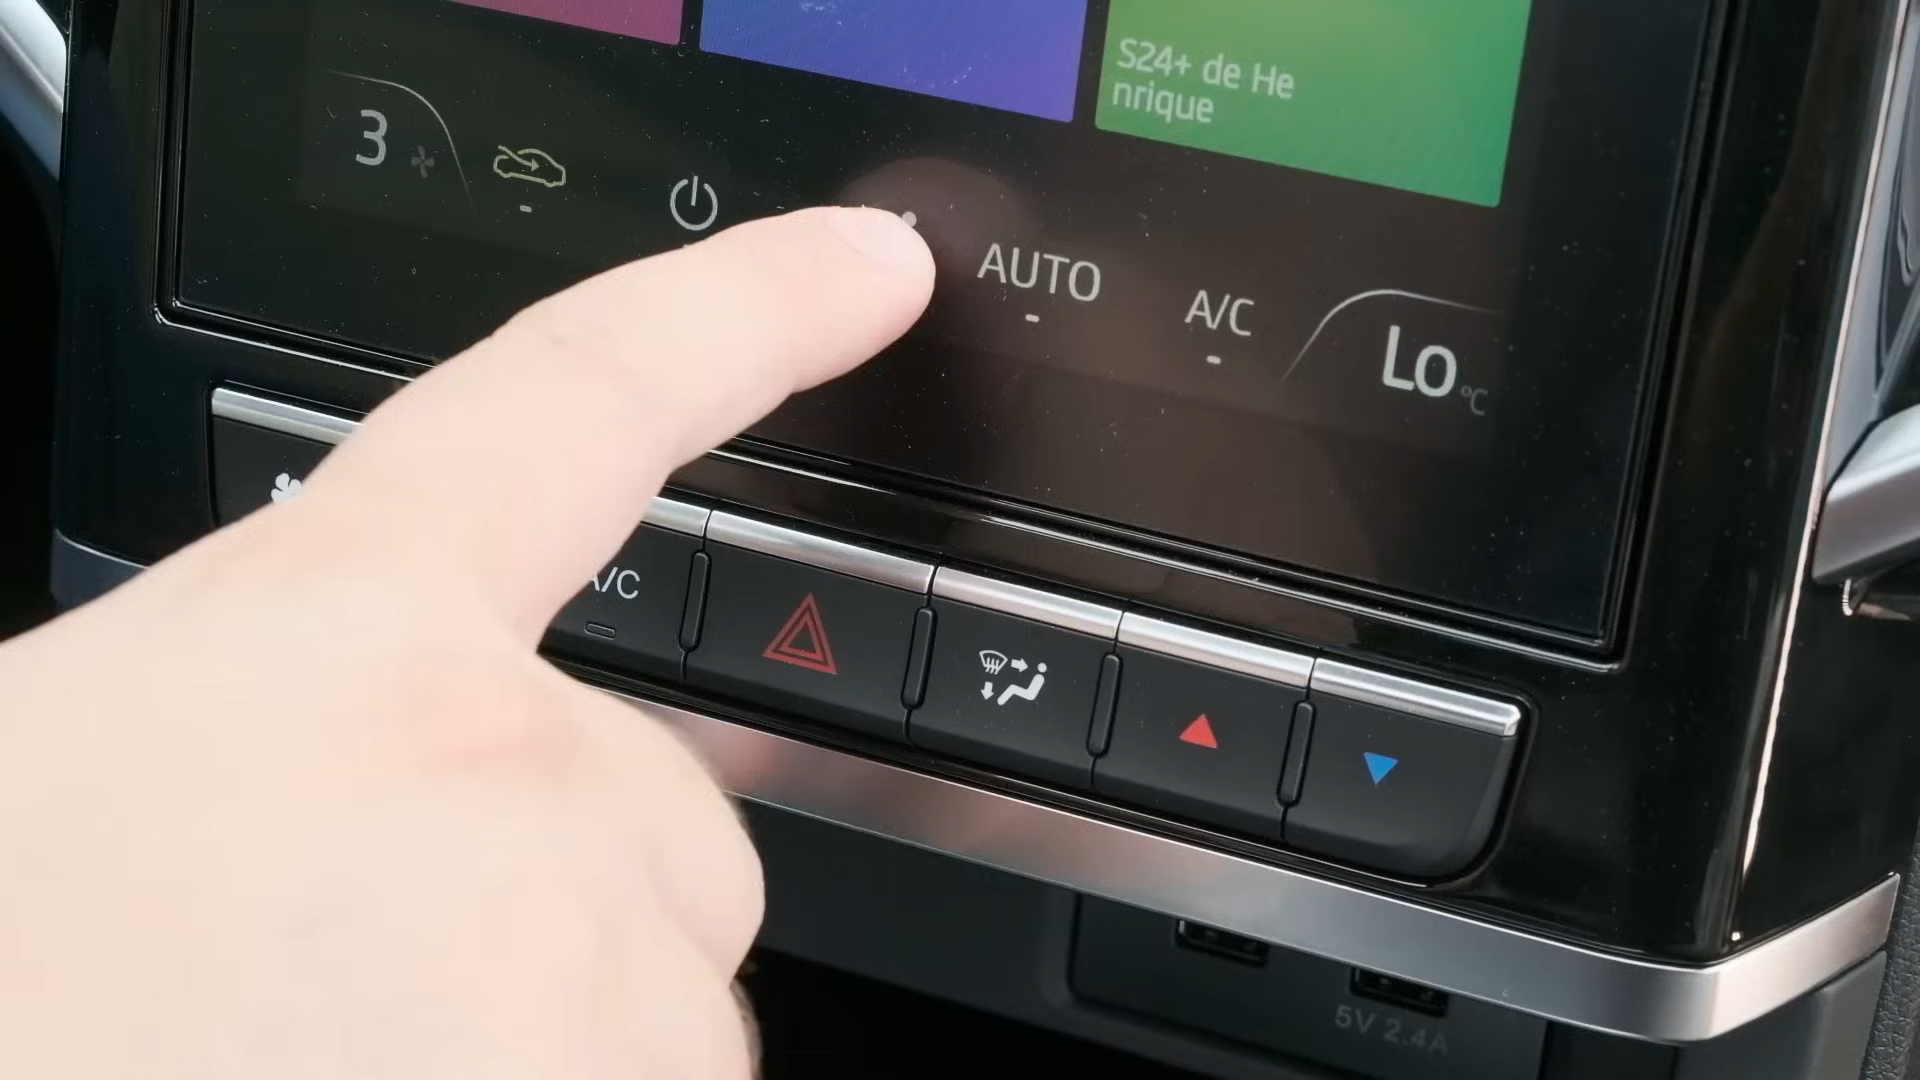 S24+ de He
nrique
3
AUTO
A/C
LO °C
A/C
5V 2.4A